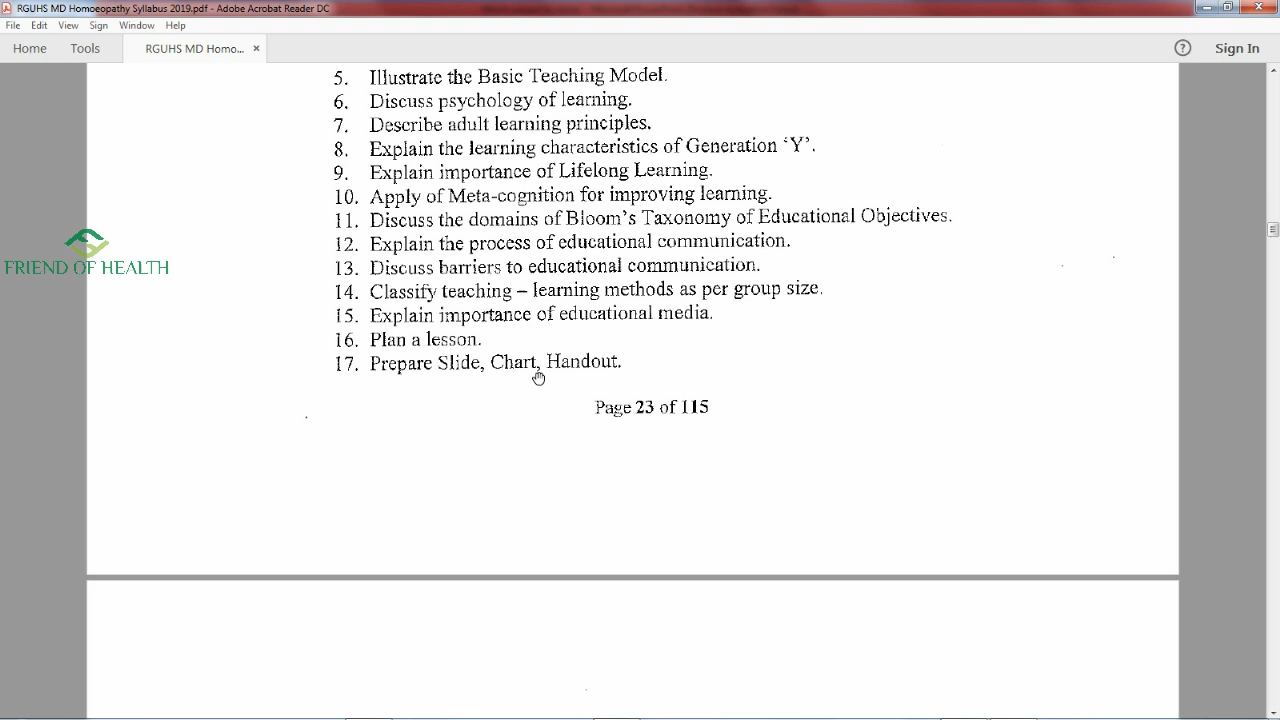 RGUHS MD Homoeopathy Syllabus 2019.pdf - Adobe Acrobat Reader DC
File Edit View Sign Window Help
Home Tools RGUHS MD Homo... × ? Sign In
5. Illustrate the Basic Teaching Model.
6. Discuss psychology of learning.
7. Describe adult learning principles.
8. Explain the learning characteristics of Generation ‘Y’.
9. Explain importance of Lifelong Learning.
10. Apply of Meta-cognition for improving learning.
11. Discuss the domains of Bloom’s Taxonomy of Educational Objectives.
12. Explain the process of educational communication.
FRIEND OF HEALTH
13. Discuss barriers to educational communication.
14. Classify teaching – learning methods as per group size.
15. Explain importance of educational media.
16. Plan a lesson.
17. Prepare Slide, Chart, Handout.
Page 23 of 115